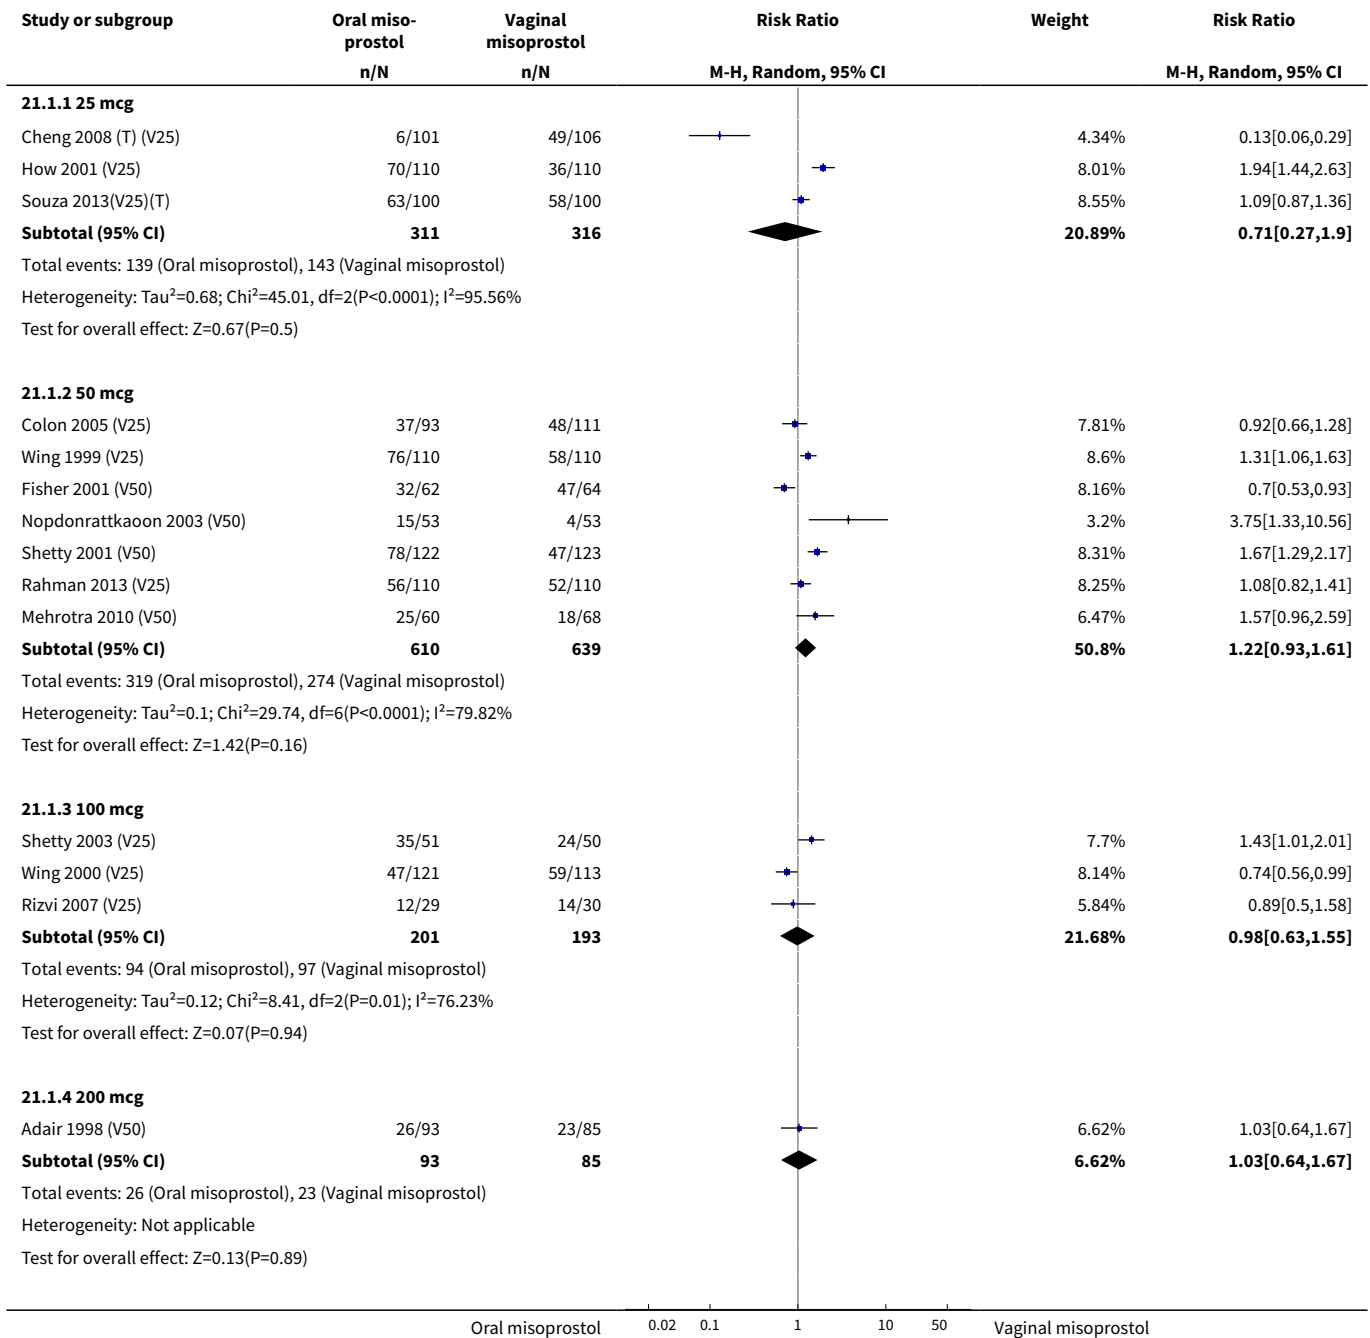 Study or subgroup Oral miso- Vaginal Risk Ratio Weight Risk Ratio
prostol misoprostol
n/N n/N M-H, Random, 95% CI M-H, Random, 95% CI
21.1.1 25 mcg
Cheng 2008 (T) (V25) 6/101 49/106 4.34% 0.13[0.06,0.29]
How 2001 (V25) 70/110 36/110 8.01% 1.94[1.44,2.63]
Souza 2013(V25)(T) 63/100 58/100 8.55% 1.09[0.87,1.36]
Subtotal (95% CI) 311 316 20.89% 0.71[0.27,1.9]
Total events: 139 (Oral misoprostol), 143 (Vaginal misoprostol)
Heterogeneity: Tau²=0.68; Chi²=45.01, df=2(P<0.0001); I²=95.56%
Test for overall effect: Z=0.67(P=0.5)
21.1.2 50 mcg
Colon 2005 (V25) 37/93 48/111 7.81% 0.92[0.66,1.28]
Wing 1999 (V25) 76/110 58/110 8.6% 1.31[1.06,1.63]
Fisher 2001 (V50) 32/62 47/64 8.16% 0.7[0.53,0.93]
Nopdonrattkaoon 2003 (V50) 15/53 4/53 3.2% 3.75[1.33,10.56]
Shetty 2001 (V50) 78/122 47/123 8.31% 1.67[1.29,2.17]
Rahman 2013 (V25) 56/110 52/110 8.25% 1.08[0.82,1.41]
Mehrotra 2010 (V50) 25/60 18/68 6.47% 1.57[0.96,2.59]
Subtotal (95% CI) 610 639 50.8% 1.22[0.93,1.61]
Total events: 319 (Oral misoprostol), 274 (Vaginal misoprostol)
Heterogeneity: Tau²=0.1; Chi²=29.74, df=6(P<0.0001); I²=79.82%
Test for overall effect: Z=1.42(P=0.16)
21.1.3 100 mcg
Shetty 2003 (V25) 35/51 24/50 7.7% 1.43[1.01,2.01]
Wing 2000 (V25) 47/121 59/113 8.14% 0.74[0.56,0.99]
Rizvi 2007 (V25) 12/29 14/30 5.84% 0.89[0.5,1.58]
Subtotal (95% CI) 201 193 21.68% 0.98[0.63,1.55]
Total events: 94 (Oral misoprostol), 97 (Vaginal misoprostol)
Heterogeneity: Tau²=0.12; Chi²=8.41, df=2(P=0.01); I²=76.23%
Test for overall effect: Z=0.07(P=0.94)
21.1.4 200 mcg
Adair 1998 (V50) 26/93 23/85 6.62% 1.03[0.64,1.67]
Subtotal (95% CI) 93 85 6.62% 1.03[0.64,1.67]
Total events: 26 (Oral misoprostol), 23 (Vaginal misoprostol)
Heterogeneity: Not applicable
Test for overall effect: Z=0.13(P=0.89)
Oral misoprostol 0.02 0.1 1 10 50 Vaginal misoprostol